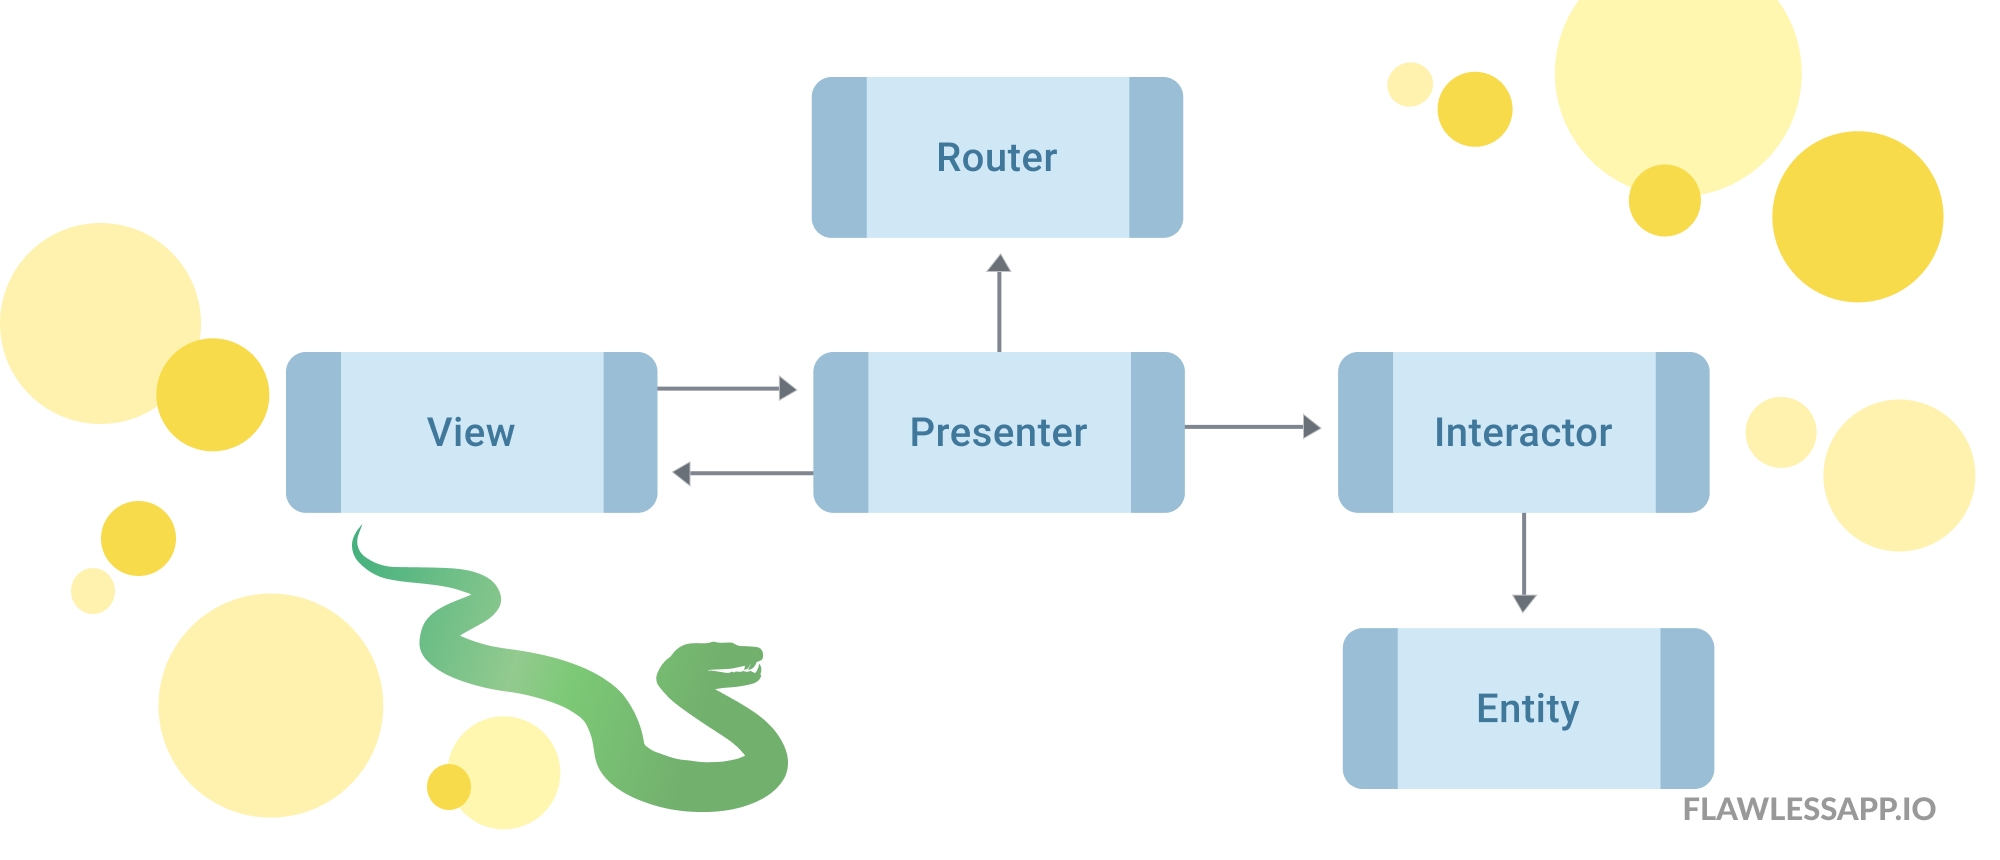 Router
View
Presenter
Interactor
Entity
FLAWLESSAPP.IO